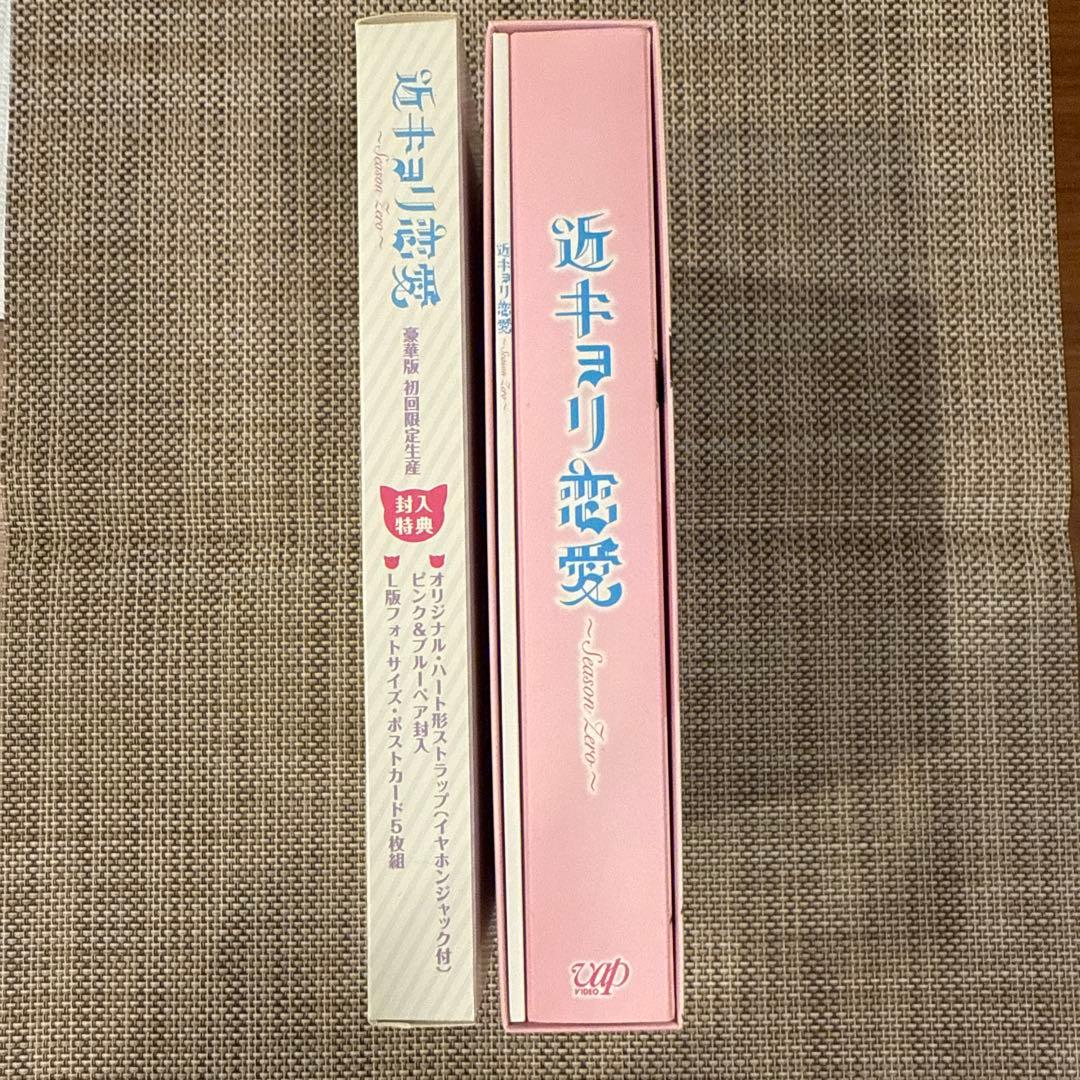 近キョリ恋愛
～Season Zero～
豪華版 初回限定生産
封入
特典
オリジナル・ハート形ストラップ(イヤホンジャック付)
ピンク&ブルーペア封入
L版フォトサイズ・ポストカード5枚組
近キョリ恋愛
～Season Zero～
近キョリ恋愛
～Season Zero～
vap
VIDEO